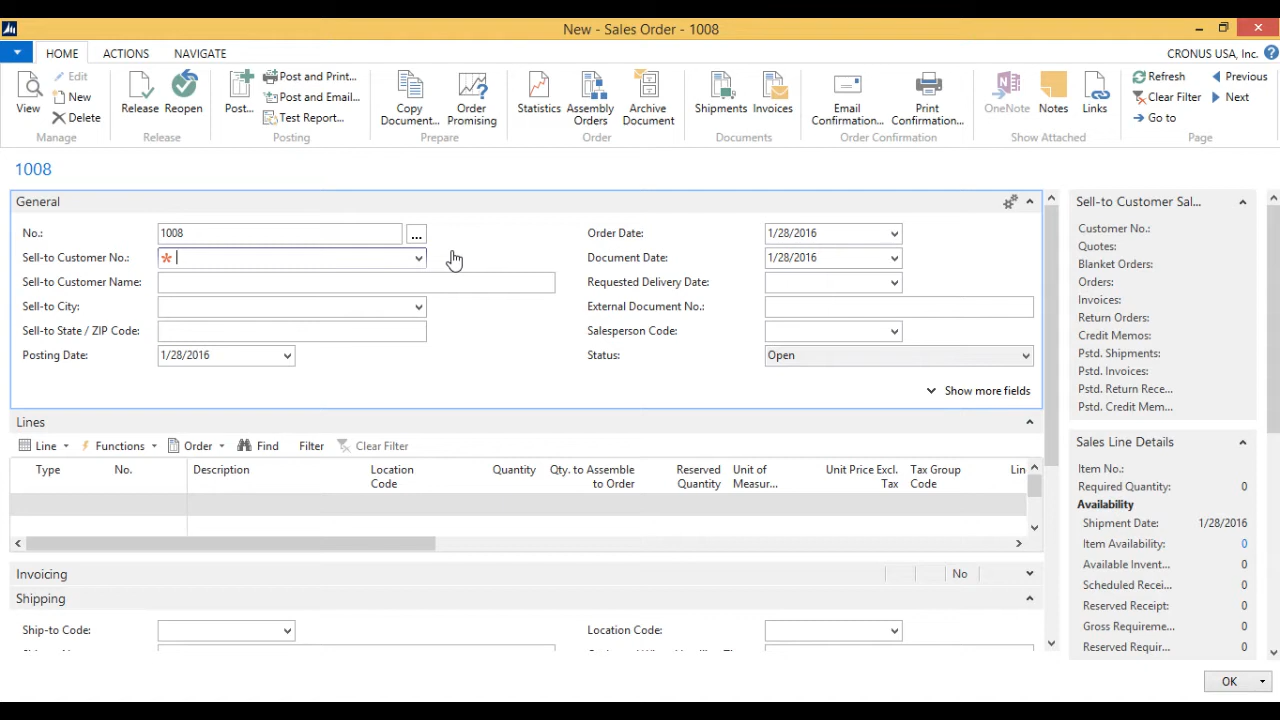 New - Sales Order - 1008
HOME ACTIONS NAVIGATE CRONUS USA, Inc.
View Edit New Delete Manage
Release Reopen Release
Post... Post and Print... Post and Email... Test Report... Posting
Copy Document... Order Promising Prepare
Statistics Assembly Orders Archive Document Order
Shipments Invoices Documents
Email Confirmation... Print Confirmation... Order Confirmation
OneNote Notes Links Show Attached
Refresh Clear Filter Go to Previous Next Page
1008
General
No.: 1008 ...
Sell-to Customer No.: *
Sell-to Customer Name:
Sell-to City:
Sell-to State / ZIP Code:
Posting Date: 1/28/2016
Order Date: 1/28/2016
Document Date: 1/28/2016
Requested Delivery Date:
External Document No.:
Salesperson Code:
Status: Open
Show more fields
Lines
Line Functions Order Find Filter Clear Filter
Type No. Description Location Code Quantity Qty. to Assemble to Order Reserved Quantity Unit of Measur... Unit Price Excl. Tax Tax Group Code Lin
Invoicing No
Shipping
Ship-to Code: Location Code:
Sell-to Customer Sal...
Customer No.:
Quotes:
Blanket Orders:
Orders:
Invoices:
Return Orders:
Credit Memos:
Pstd. Shipments:
Pstd. Invoices:
Pstd. Return Rece...
Pstd. Credit Mem...
Sales Line Details
Item No.:
Required Quantity: 0
Availability
Shipment Date: 1/28/2016
Item Availability: 0
Available Invent... 0
Scheduled Recei... 0
Reserved Receipt: 0
Gross Requireme... 0
Reserved Requir... 0
OK